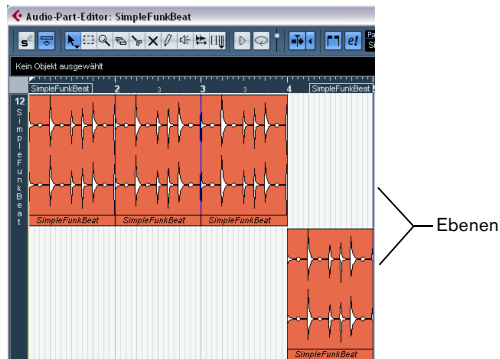 Audio-Part-Editor: SimpleFunkBeat
Kein Objekt ausgewählt
SimpleFunkBeat 2 3 3 3 4 SimpleFunkBeat
12
SimpleFunkBeat
SimpleFunkBeat SimpleFunkBeat SimpleFunkBeat
Ebenen
SimpleFunkBeat